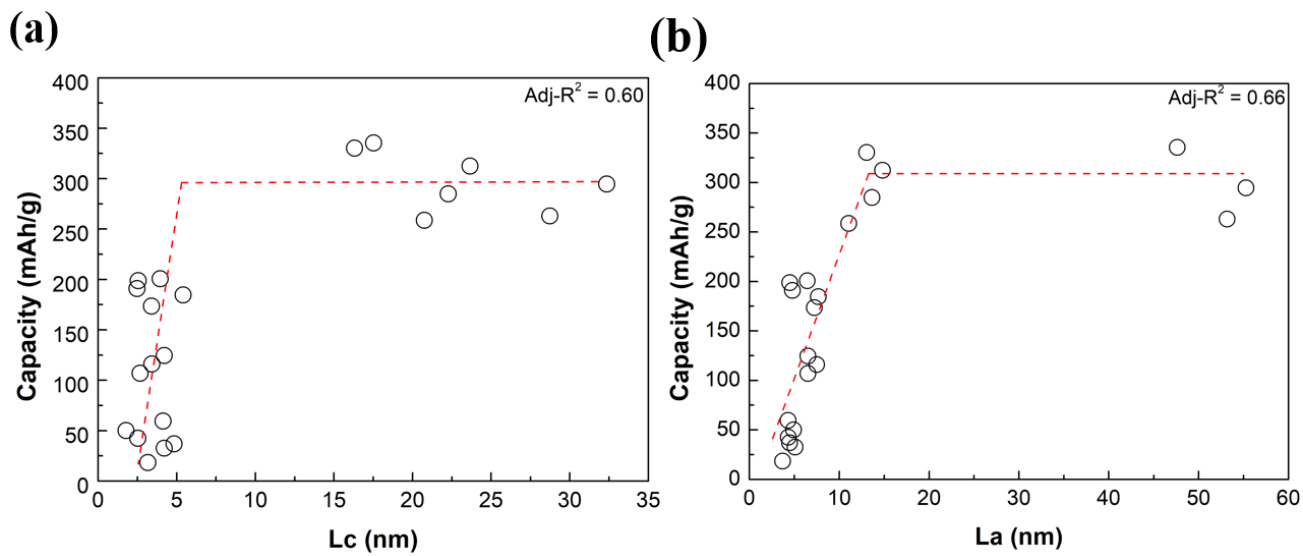 (a)
Adj-R² = 0.60
400
350
300
250
200
150
100
50
0
Capacity (mAh/g)
0 5 10 15 20 25 30 35
Lc (nm)
(b)
Adj-R² = 0.66
400
350
300
250
200
150
100
50
0
Capacity (mAh/g)
0 10 20 30 40 50 60
La (nm)